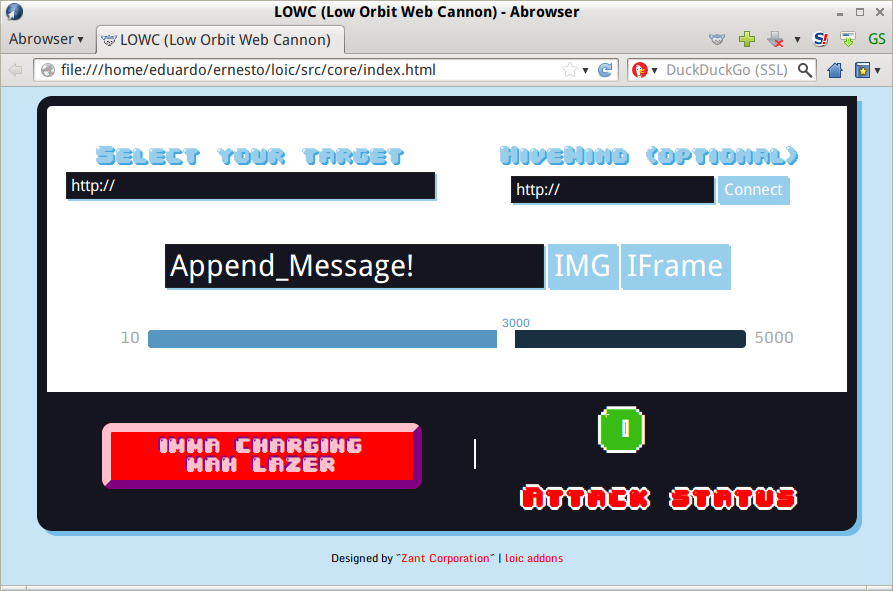 LOWC (Low Orbit Web Cannon) - Abrowser
Abrowser
LOWC (Low Orbit Web Cannon)
S!
GS
file:///home/eduardo/ernesto/loic/src/core/index.html
DuckDuckGo (SSL)
Select your target
HiveMind (optional)
http://
http://
Connect
Append_Message!
IMG
IFrame
3000
10
5000
IMMA CHARGING
MAH LAZER
Attack status
Designed by "Zant Corporation" | loic addons